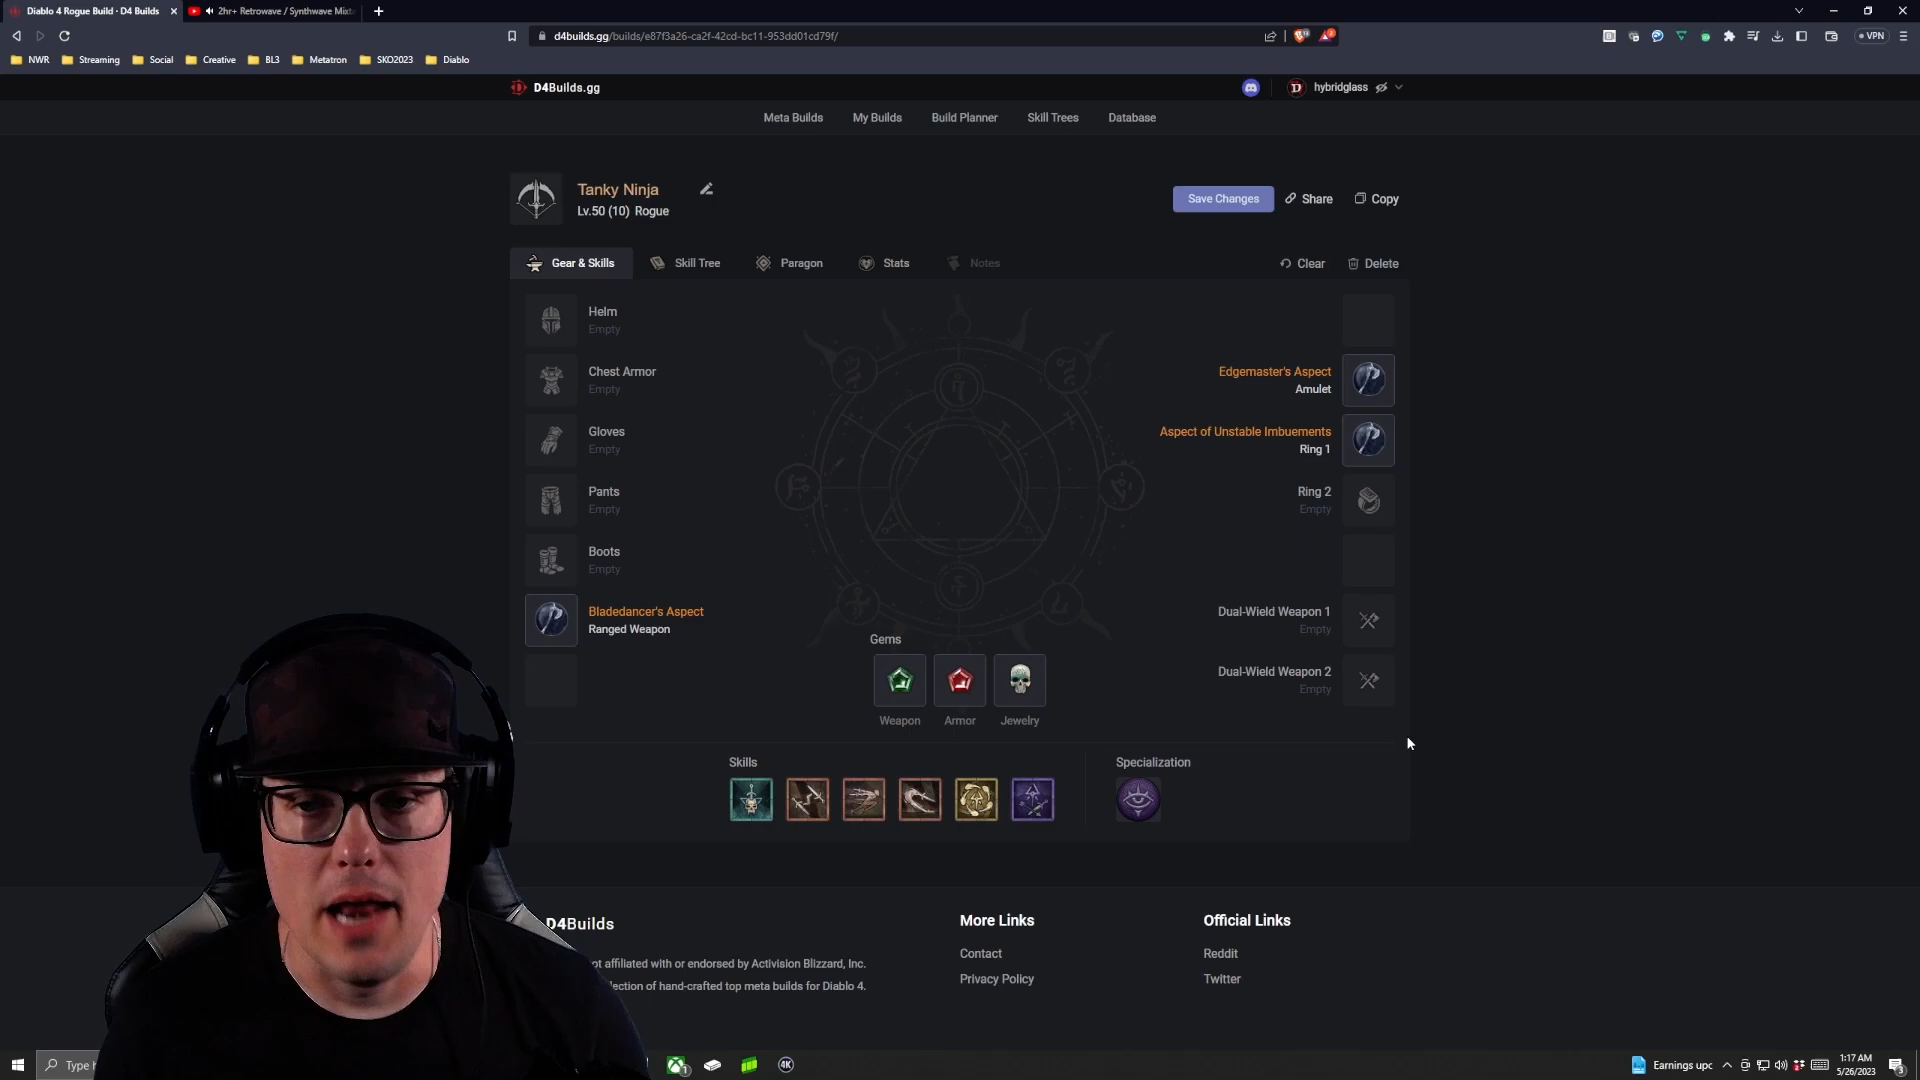 Diablo 4 Rogue Build · D4 Builds
2hr+ Retrowave / Synthwave Mixt
d4builds.gg/builds/e87f3a26-ca2f-42cd-bc11-953dd01cd79f/
VPN
NWR
Streaming
Social
Creative
BL3
Metatron
SKO2023
Diablo
D4Builds.gg
hybridglass
Meta Builds
My Builds
Build Planner
Skill Trees
Database
Tanky Ninja
Lv.50 (10) Rogue
Save Changes
Share
Copy
Gear & Skills
Skill Tree
Paragon
Stats
Notes
Clear
Delete
Helm
Empty
Chest Armor
Empty
Gloves
Empty
Pants
Empty
Boots
Empty
Bladedancer's Aspect
Ranged Weapon
Edgemaster's Aspect
Amulet
Aspect of Unstable Imbuements
Ring 1
Ring 2
Empty
Dual-Wield Weapon 1
Empty
Dual-Wield Weapon 2
Empty
Gems
Weapon
Armor
Jewelry
Skills
Specialization
D4Builds
ot affiliated with or endorsed by Activision Blizzard, Inc.
lection of hand-crafted top meta builds for Diablo 4.
More Links
Contact
Privacy Policy
Official Links
Reddit
Twitter
Type h
4K
Earnings upc
1:17 AM
5/26/2023